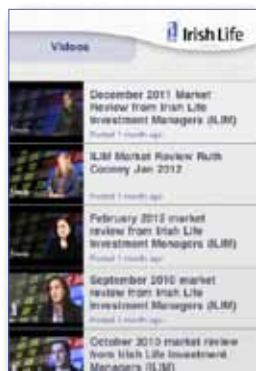 Irish Life
Videos
December 2011 Market
Review from Irish Life
Investment Managers (ILIM)
Posted 1 month ago
ILIM Market Review Ruth
Cooney Jan 2012
Posted 1 month ago
February 2012 market
review from Irish Life
Investment Managers (ILIM)
Posted 1 month ago
September 2010 market
review from Irish Life
Investment Managers (ILIM)
Posted 1 month ago
October 2010 market review
from Irish Life Investment
Managers (ILIM)